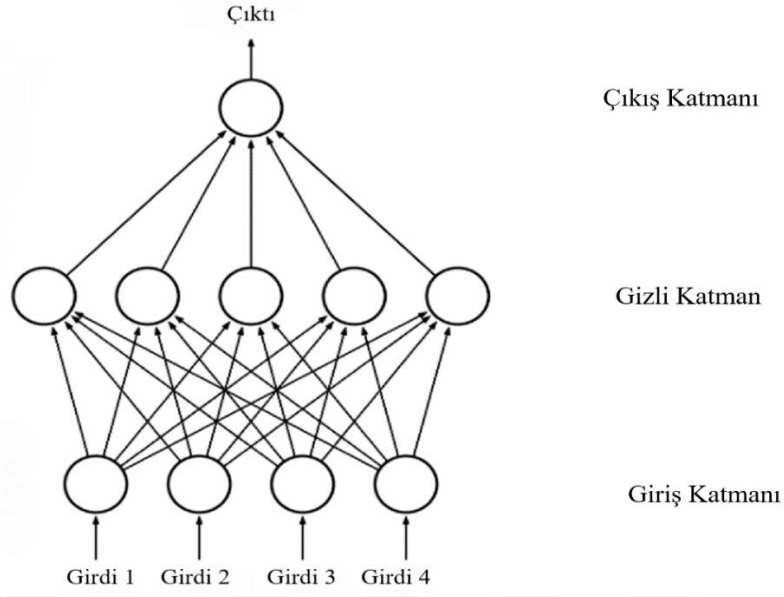 Çıktı
Çıkış Katmanı
Gizli Katman
Giriş Katmanı
Girdi 1 Girdi 2 Girdi 3 Girdi 4